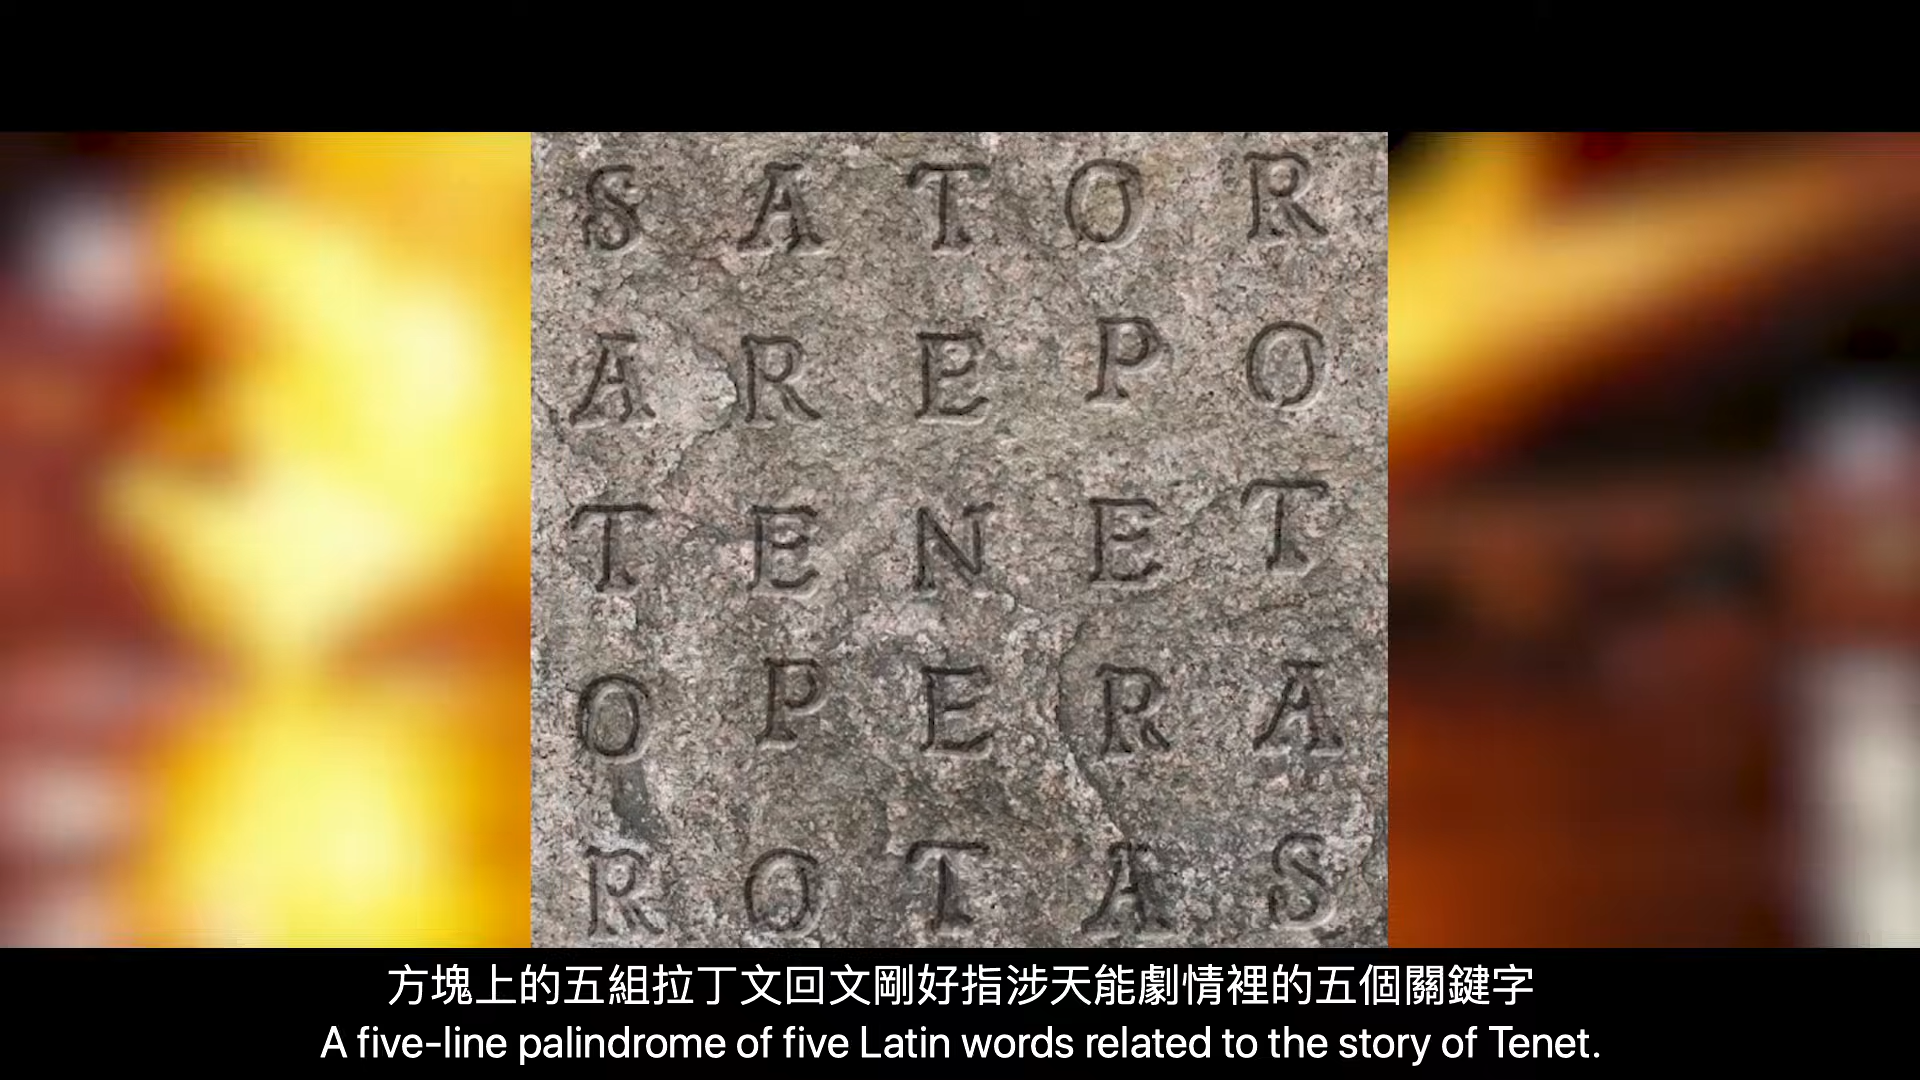 S A T O R
A R E P O
T E N E T
O P E R A
R O T A S
方塊上的五組拉丁文回文剛好指涉天能劇情裡的五個關鍵字
A five-line palindrome of five Latin words related to the story of Tenet.